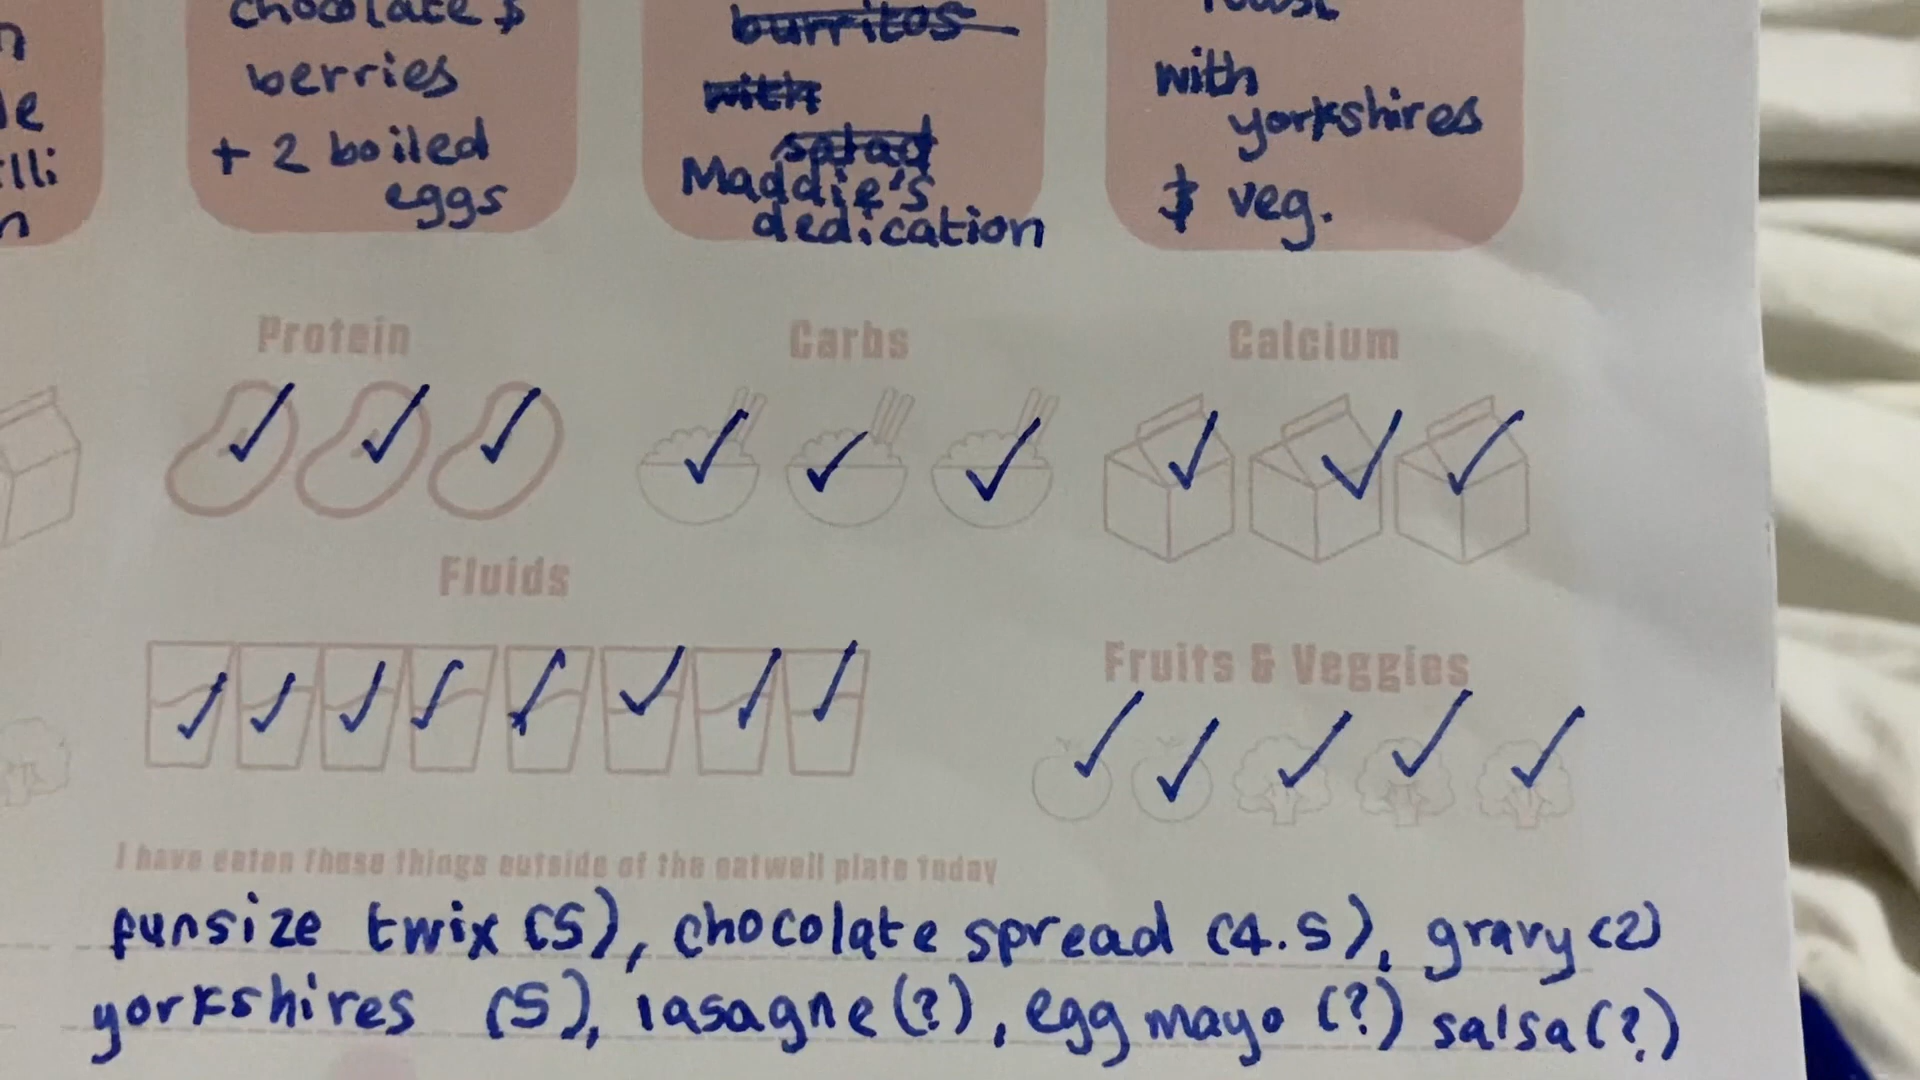 chocolate &
berries
+ 2 boiled
eggs
burritos
with
salad
Maddie's
dedication
with
yorkshires
& veg.
Protein
Carbs
Calcium
Fluids
Fruits & Veggies
I have eaten these things outside of the eatwell plate today
funsize twix (5), chocolate spread (4.5), gravy (2)
yorkshires (5), lasagne (?), egg mayo (?) salsa (?)